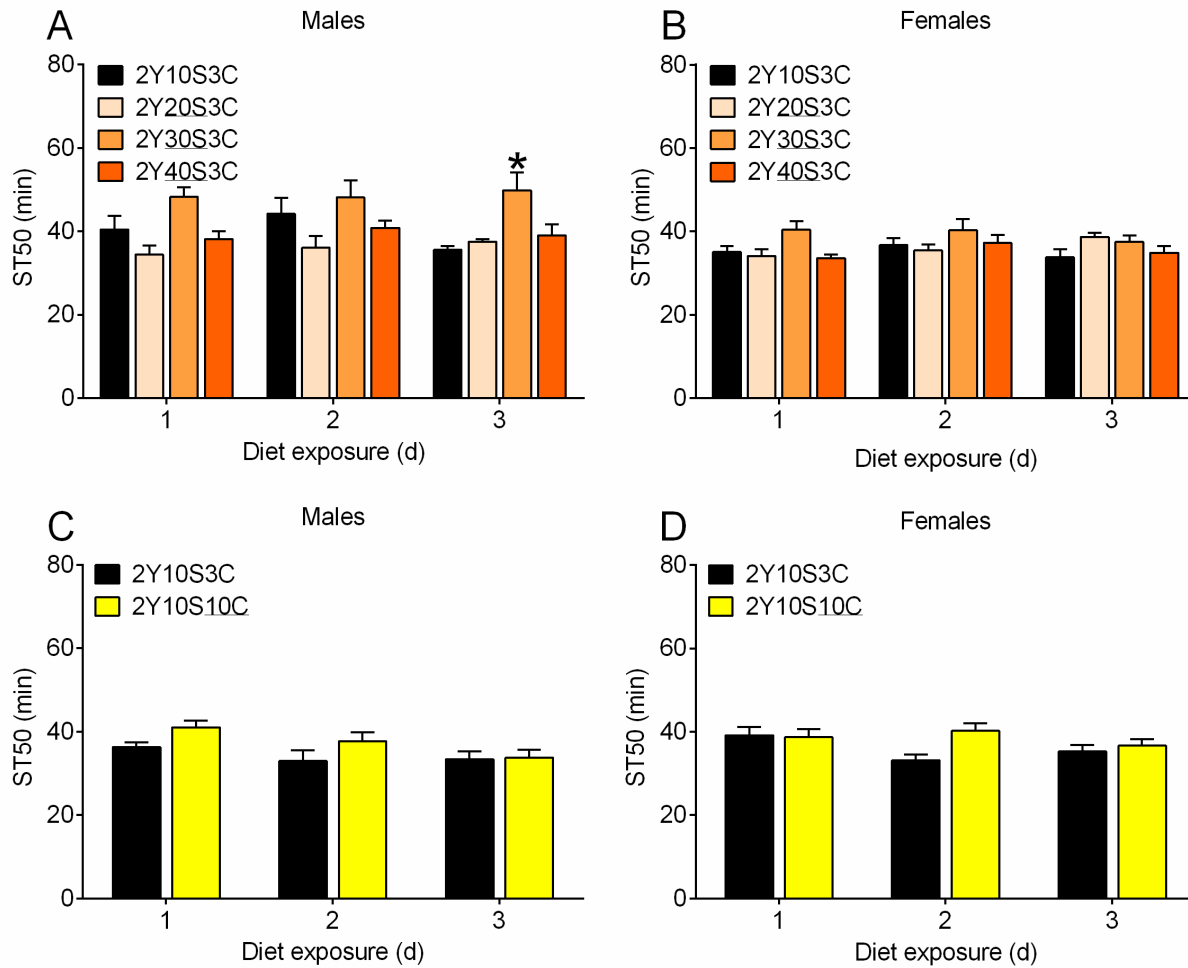 A
Males
80
60
40
20
0
ST50 (min)
2Y10S3C
2Y20S3C
2Y30S3C
2Y40S3C
*
1 2 3
Diet exposure (d)
B
Females
80
60
40
20
0
ST50 (min)
2Y10S3C
2Y20S3C
2Y30S3C
2Y40S3C
1 2 3
Diet exposure (d)
C
Males
80
60
40
20
0
ST50 (min)
2Y10S3C
2Y10S10C
1 2 3
Diet exposure (d)
D
Females
80
60
40
20
0
ST50 (min)
2Y10S3C
2Y10S10C
1 2 3
Diet exposure (d)